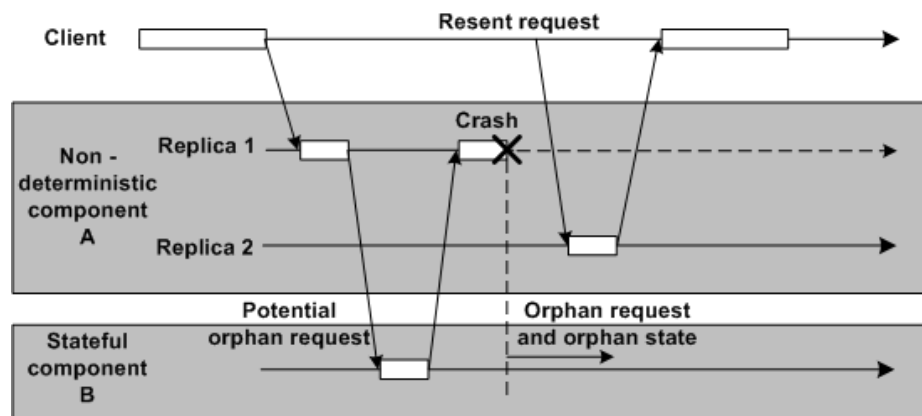 Resent request
Client
Crash
Replica 1
Non -
deterministic
component
A
Replica 2
Potential
orphan request
Orphan request
and orphan state
Stateful
component
B